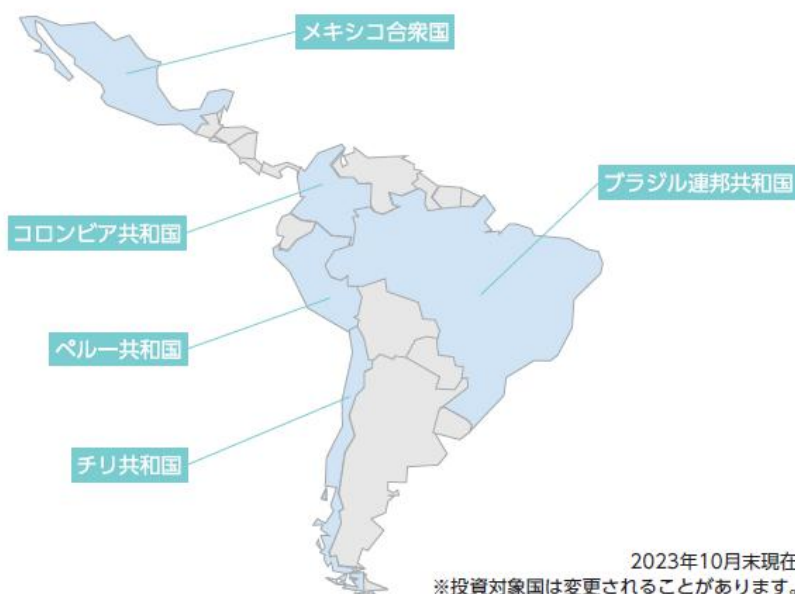 メキシコ合衆国
ブラジル連邦共和国
コロンビア共和国
ペルー共和国
チリ共和国
2023年10月末現在
※投資対象国は変更されることがあります。